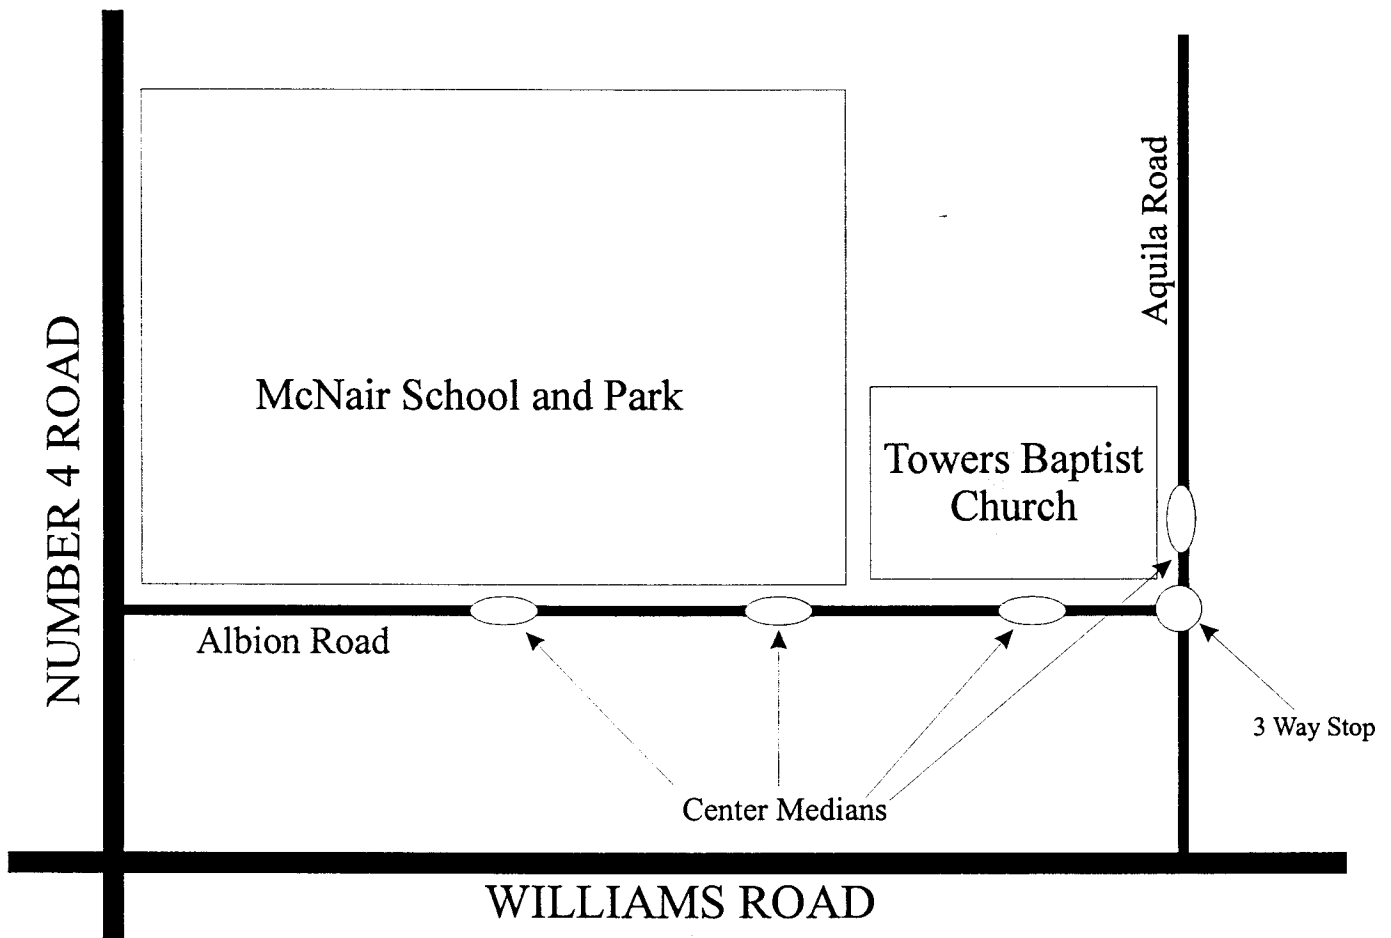 Aquila Road
NUMBER 4 ROAD
McNair School and Park
Towers Baptist
Church
Albion Road
3 Way Stop
Center Medians
WILLIAMS ROAD